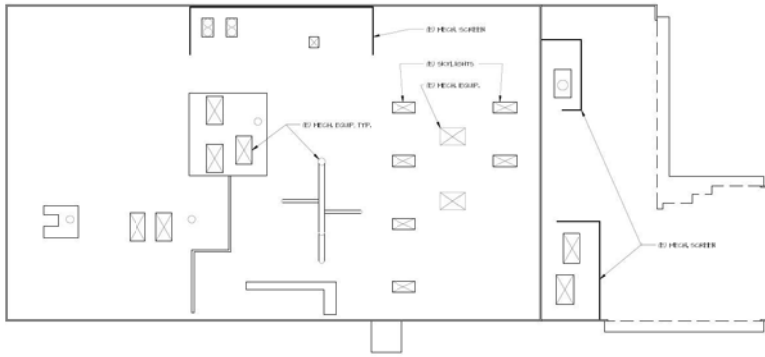 (E) MECH. SCREEN
(E) SKYLIGHTS
(E) MECH. EQUIP.
(E) MECH. EQUIP. TYP.
(E) MECH. SCREEN